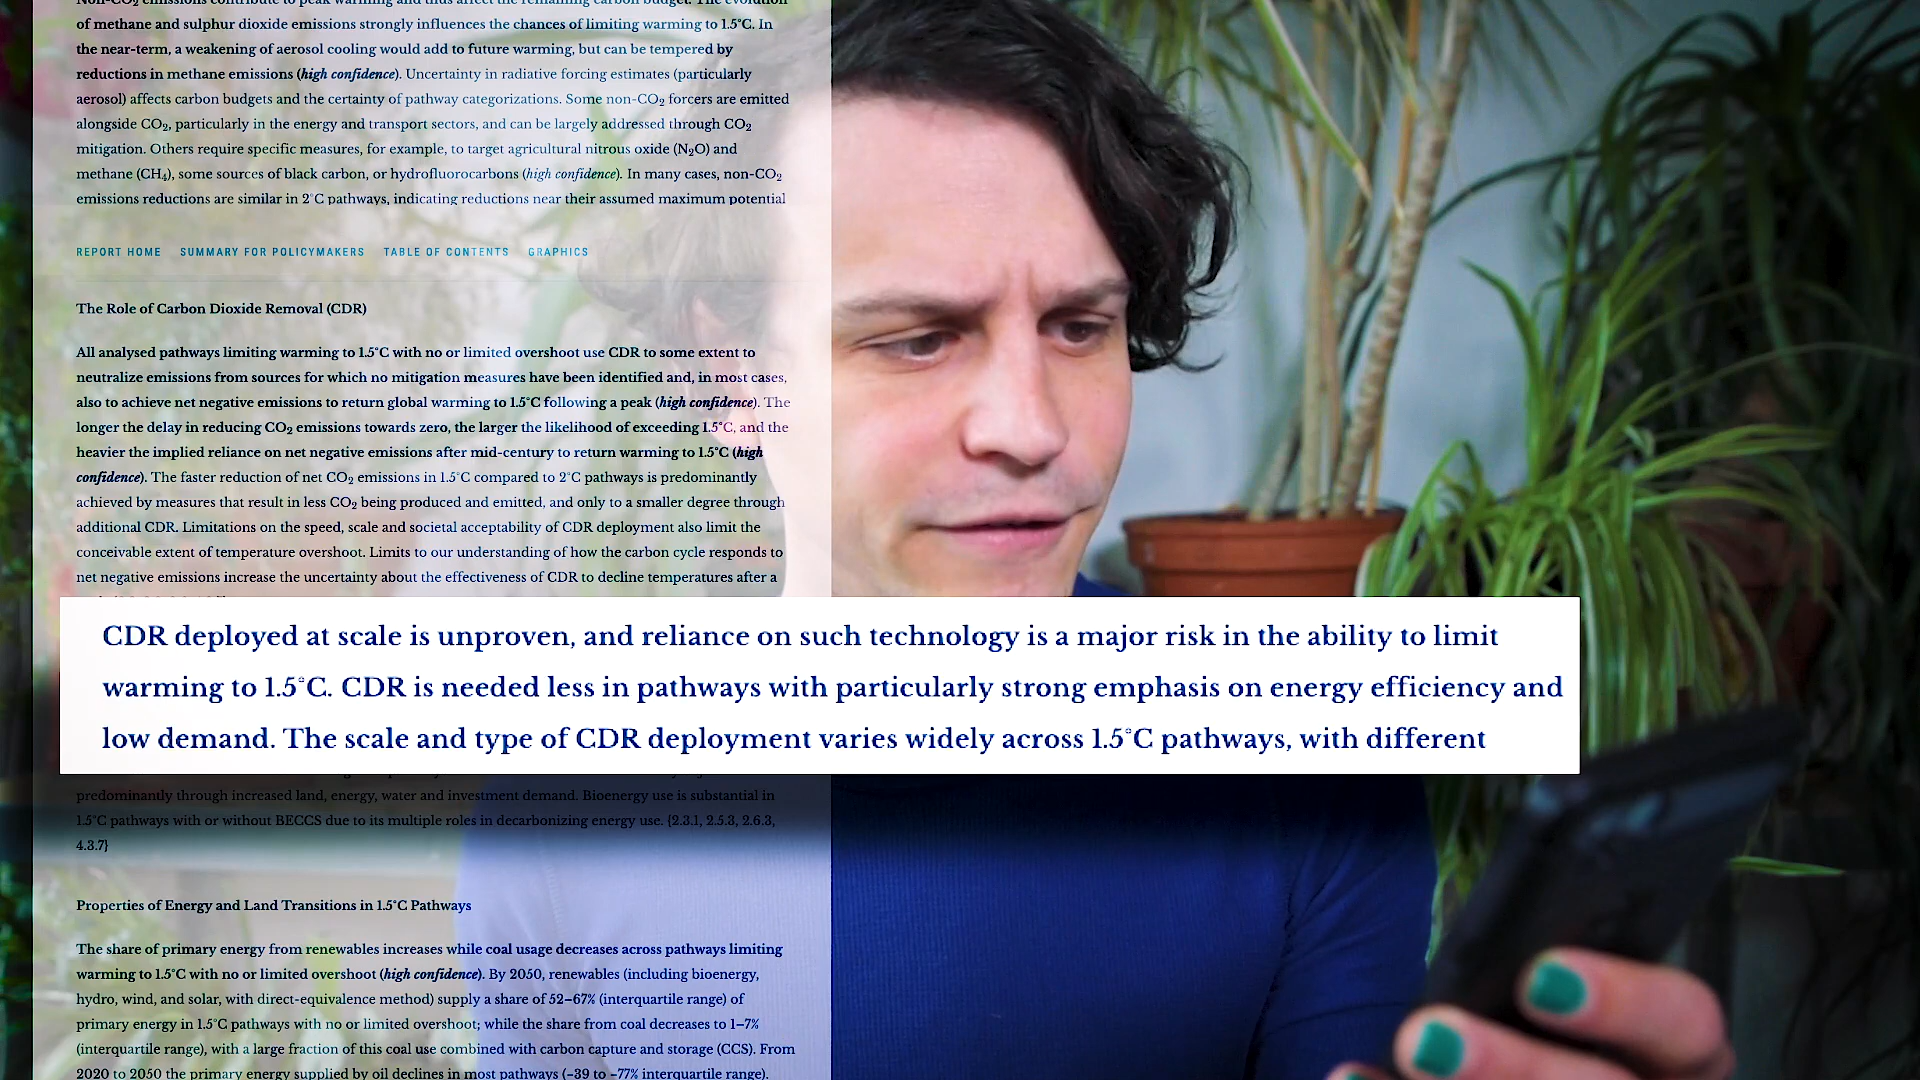 Non-CO₂ emissions contribute to peak warming and thus affect the remaining carbon budget. The evolution
of methane and sulphur dioxide emissions strongly influences the chances of limiting warming to 1.5°C. In
the near-term, a weakening of aerosol cooling would add to future warming, but can be tempered by
reductions in methane emissions (high confidence). Uncertainty in radiative forcing estimates (particularly
aerosol) affects carbon budgets and the certainty of pathway categorizations. Some non-CO₂ forcers are emitted
alongside CO₂, particularly in the energy and transport sectors, and can be largely addressed through CO₂
mitigation. Others require specific measures, for example, to target agricultural nitrous oxide (N₂O) and
methane (CH₄), some sources of black carbon, or hydrofluorocarbons (high confidence). In many cases, non-CO₂
emissions reductions are similar in 2°C pathways, indicating reductions near their assumed maximum potential
REPORT HOME SUMMARY FOR POLICYMAKERS TABLE OF CONTENTS GRAPHICS
The Role of Carbon Dioxide Removal (CDR)
All analysed pathways limiting warming to 1.5°C with no or limited overshoot use CDR to some extent to
neutralize emissions from sources for which no mitigation measures have been identified and, in most cases,
also to achieve net negative emissions to return global warming to 1.5°C following a peak (high confidence). The
longer the delay in reducing CO₂ emissions towards zero, the larger the likelihood of exceeding 1.5°C, and the
heavier the implied reliance on net negative emissions after mid-century to return warming to 1.5°C (high
confidence). The faster reduction of net CO₂ emissions in 1.5°C compared to 2°C pathways is predominantly
achieved by measures that result in less CO₂ being produced and emitted, and only to a smaller degree through
additional CDR. Limitations on the speed, scale and societal acceptability of CDR deployment also limit the
conceivable extent of temperature overshoot. Limits to our understanding of how the carbon cycle responds to
net negative emissions increase the uncertainty about the effectiveness of CDR to decline temperatures after a
CDR deployed at scale is unproven, and reliance on such technology is a major risk in the ability to limit
warming to 1.5°C. CDR is needed less in pathways with particularly strong emphasis on energy efficiency and
low demand. The scale and type of CDR deployment varies widely across 1.5°C pathways, with different
predominantly through increased land, energy, water and investment demand. Bioenergy use is substantial in
1.5°C pathways with or without BECCS due to its multiple roles in decarbonizing energy use. {2.3.1, 2.5.3, 2.6.3,
4.3.7}
Properties of Energy and Land Transitions in 1.5°C Pathways
The share of primary energy from renewables increases while coal usage decreases across pathways limiting
warming to 1.5°C with no or limited overshoot (high confidence). By 2050, renewables (including bioenergy,
hydro, wind, and solar, with direct-equivalence method) supply a share of 52–67% (interquartile range) of
primary energy in 1.5°C pathways with no or limited overshoot; while the share from coal decreases to 1–7%
(interquartile range), with a large fraction of this coal use combined with carbon capture and storage (CCS). From
2020 to 2050 the primary energy supplied by oil declines in most pathways (−39 to −77% interquartile range).